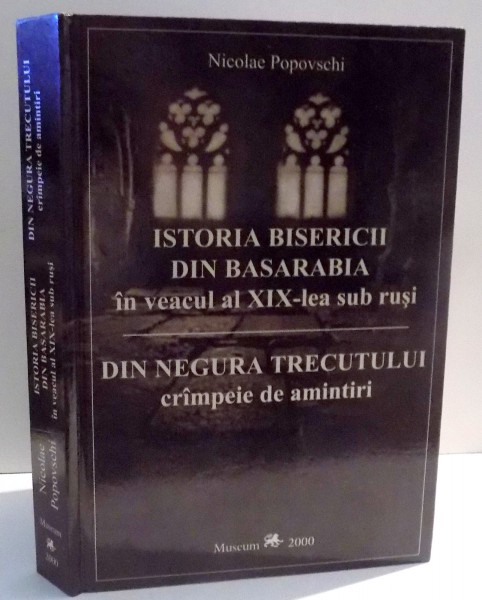 Nicolae Popovschi
ISTORIA BISERICII
DIN BASARABIA
în veacul al XIX-lea sub ruşi
DIN NEGURA TRECUTULUI
crîmpeie de amintiri
Museum 2000
DIN NEGURA TRECUTULUI
crîmpeie de amintiri
ISTORIA BISERICII
DIN BASARABIA
în veacul al XIX-lea sub ruşi
Nicolae
Popovschi
Museum
2000